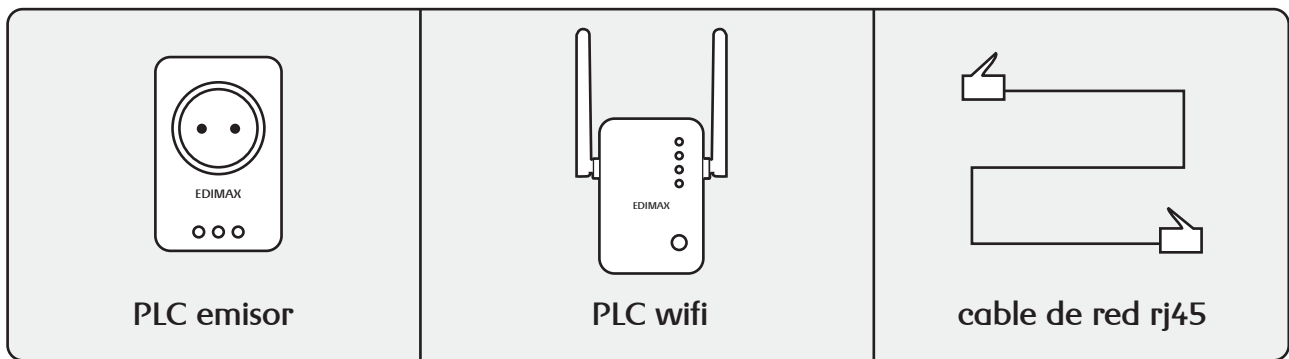 EDIMAX
EDIMAX
PLC emisor
PLC wifi
cable de red rj45